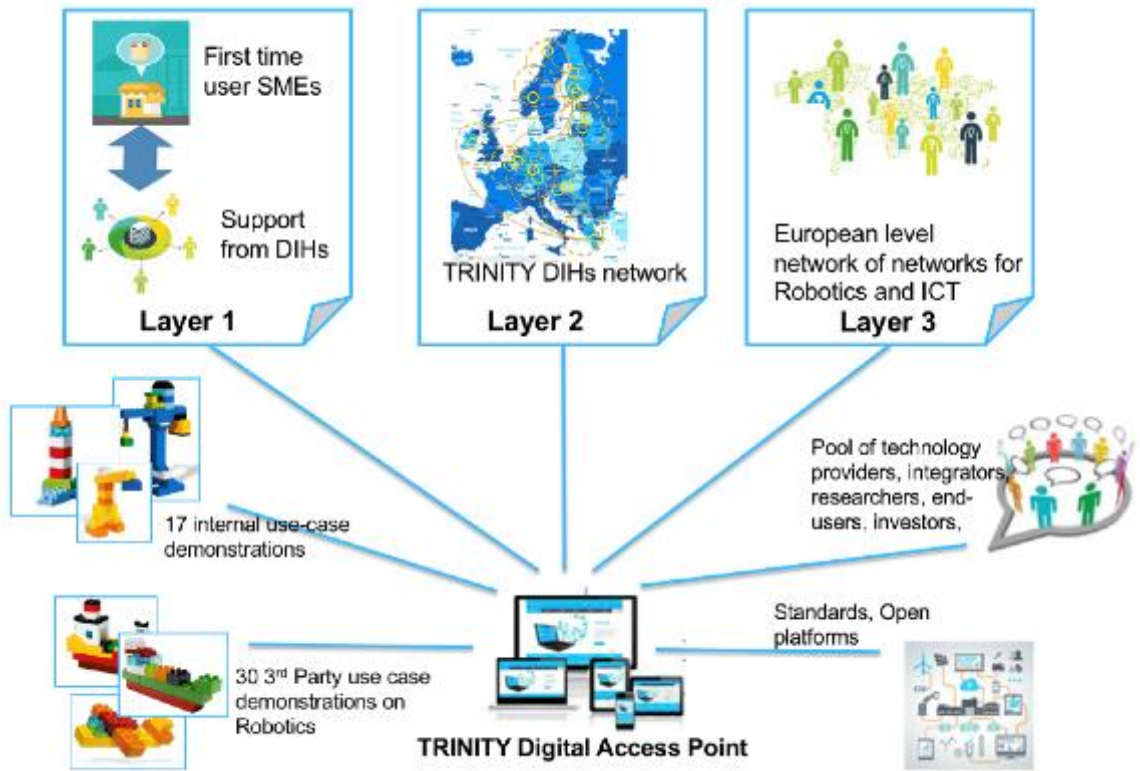 First time
user SMEs
Support
from DIHs
Layer 1
TRINITY DIHs network
Layer 2
European level
network of networks for
Robotics and ICT
Layer 3
17 internal use-case
demonstrations
Pool of technology
providers, integrators,
researchers, end-
users, investors,
30 3rd Party use case
demonstrations on
Robotics
Standards, Open
platforms
TRINITY Digital Access Point